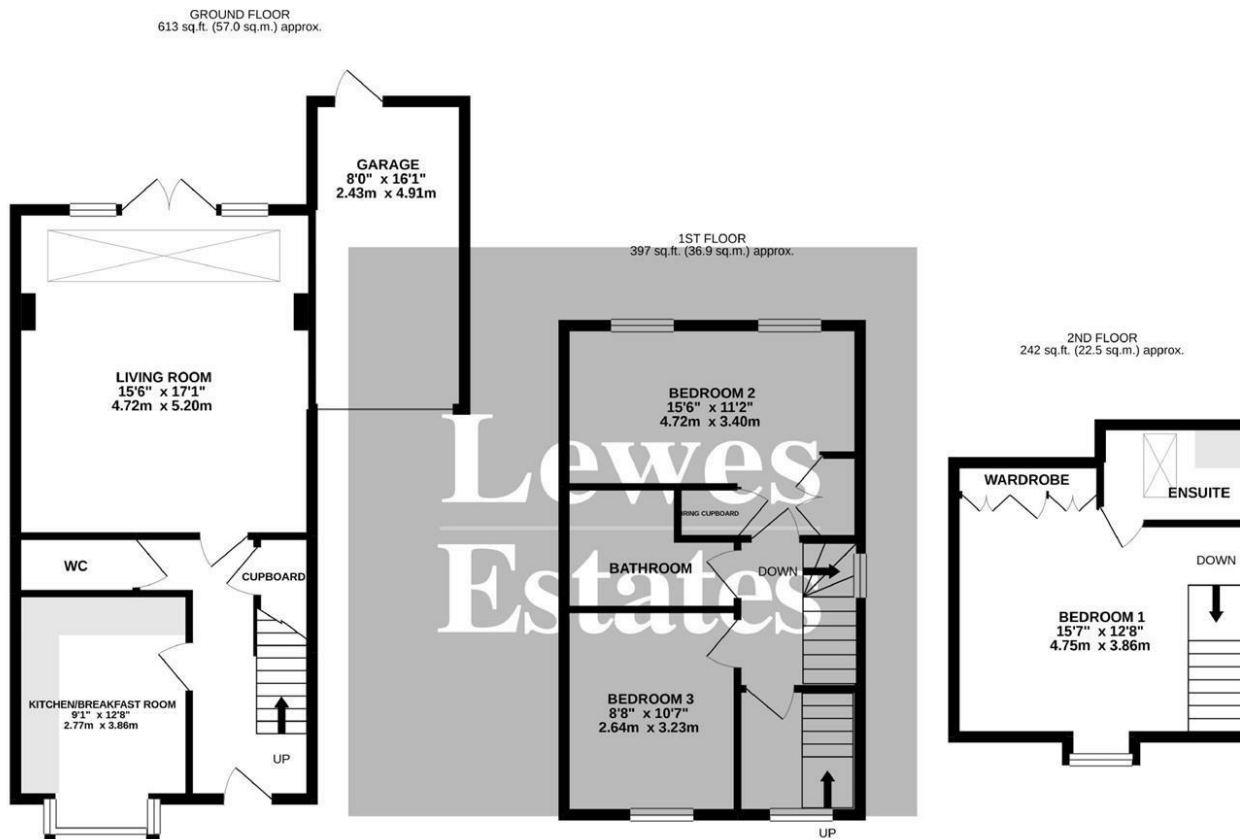 GROUND FLOOR
613 sq.ft. (57.0 sq.m.) approx.
GARAGE
8'0" x 16'1"
2.43m x 4.91m
LIVING ROOM
15'6" x 17'1"
4.72m x 5.20m
WC
CUPBOARD
KITCHEN/BREAKFAST ROOM
9'1" x 12'8"
2.77m x 3.86m
UP
1ST FLOOR
397 sq.ft. (36.9 sq.m.) approx.
BEDROOM 2
15'6" x 11'2"
4.72m x 3.40m
Lewes
Estates
CUPBOARD
BATHROOM
DOWN
BEDROOM 3
8'8" x 10'7"
2.64m x 3.23m
UP
2ND FLOOR
242 sq.ft. (22.5 sq.m.) approx.
WARDROBE
ENSUITE
DOWN
BEDROOM 1
15'7" x 12'8"
4.75m x 3.86m